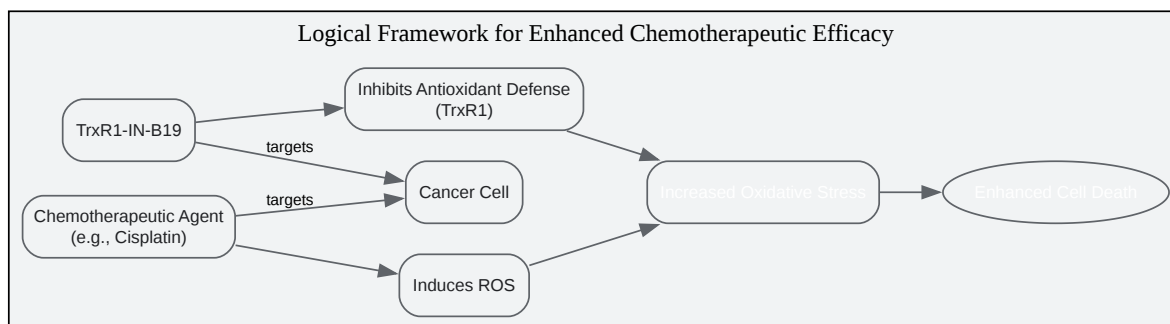 Logical Framework for Enhanced Chemotherapeutic Efficacy
Inhibits Antioxidant Defense
(TrxR1)
TrxR1-IN-B19
targets
Cancer Cell
Increased Oxidative Stress
Enhanced Cell Death
targets
Chemotherapeutic Agent
(e.g., Cisplatin)
Induces ROS